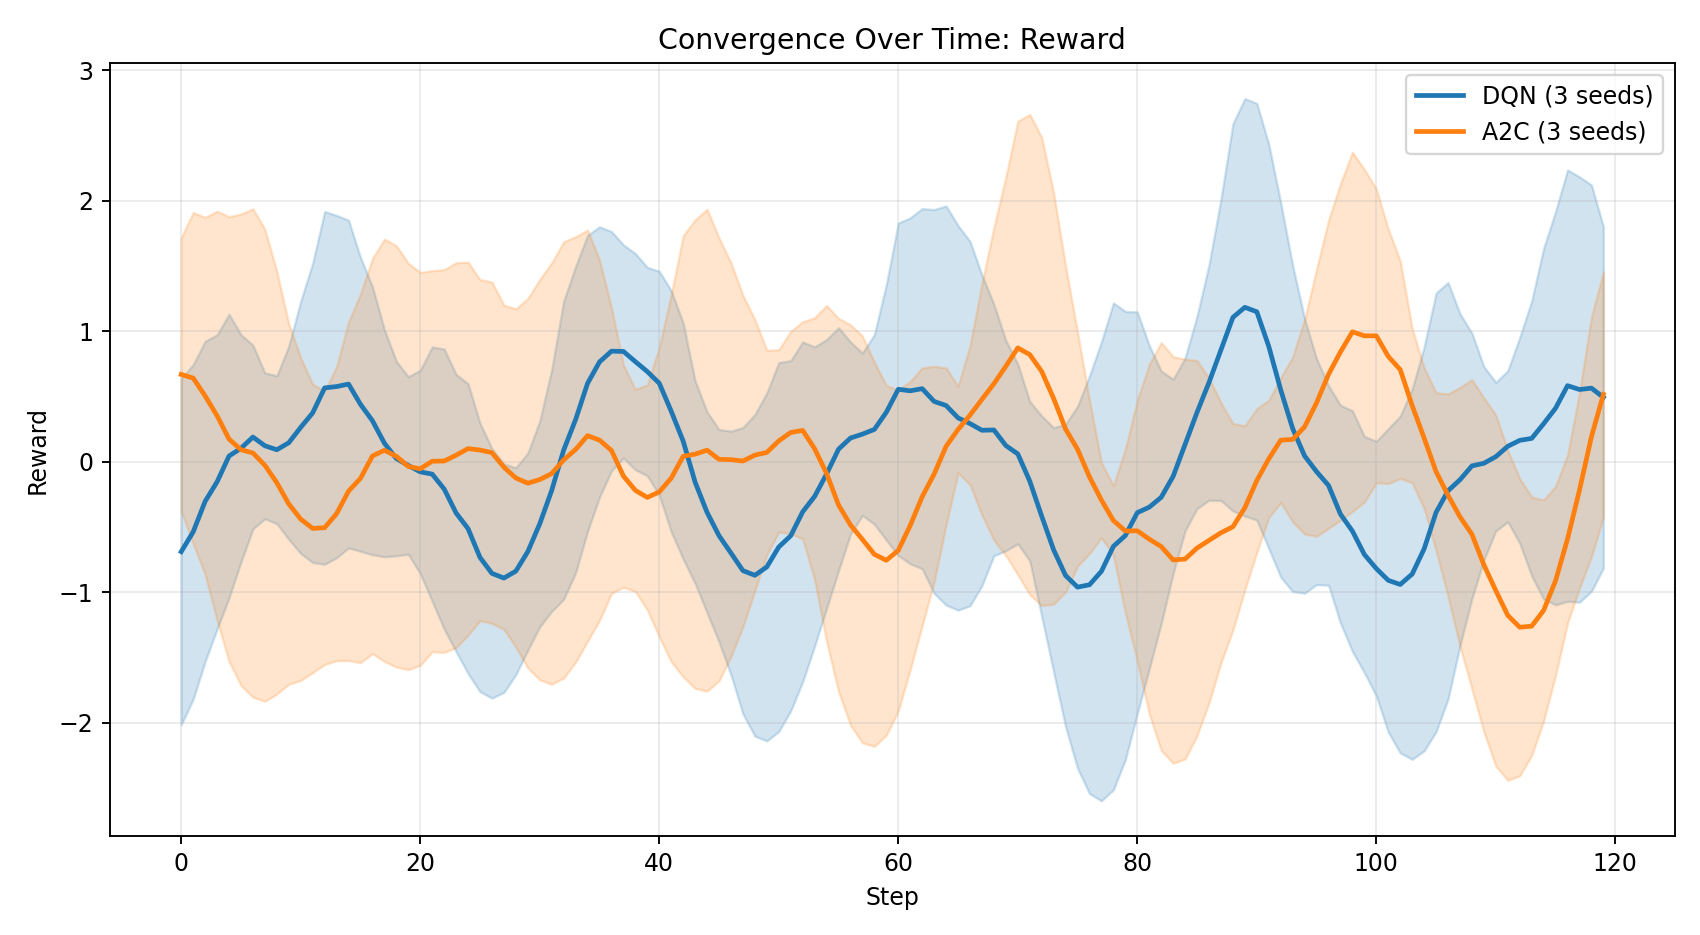 Convergence Over Time: Reward
DQN (3 seeds)
A2C (3 seeds)
Reward
3
2
1
0
−1
−2
0 20 40 60 80 100 120
Step